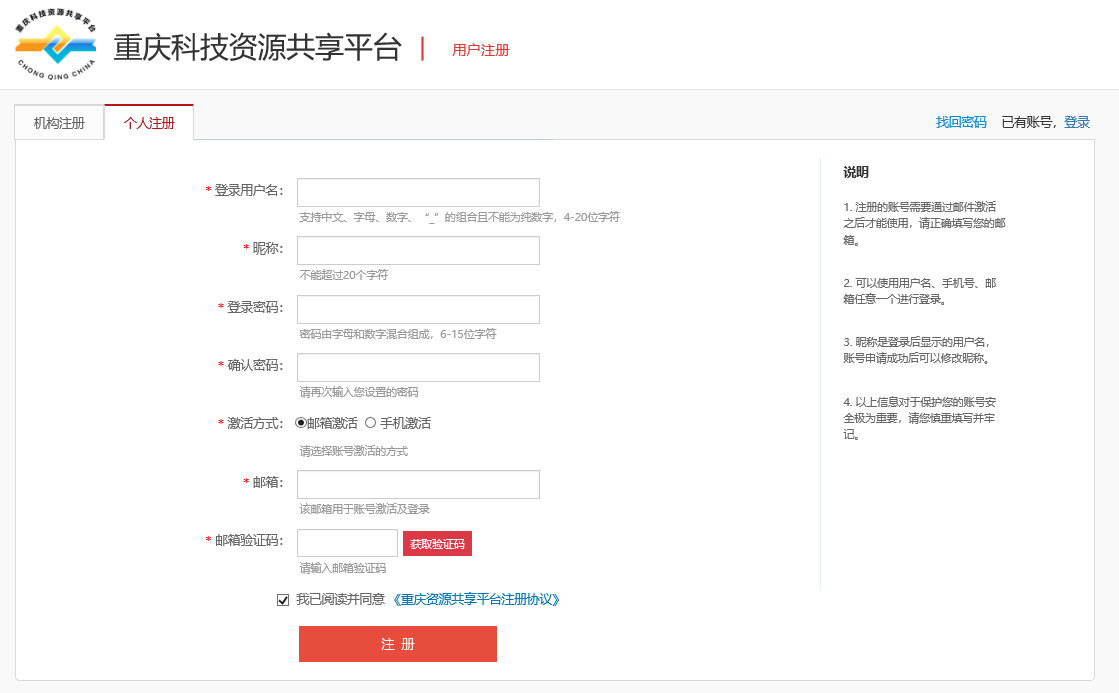 重庆科技资源共享平台
CHONG QING CHINA
重庆科技资源共享平台 | 用户注册
机构注册 个人注册 找回密码 已有账号，登录
* 登录用户名：
支持中文、字母、数字、“_”的组合且不能为纯数字，4-20位字符
* 昵称：
不能超过20个字符
* 登录密码：
密码由字母和数字混合组成，6-15位字符
* 确认密码：
请再次输入您设置的密码
* 激活方式： 邮箱激活 手机激活
请选择账号激活的方式
* 邮箱：
该邮箱用于账号激活及登录
* 邮箱验证码： 获取验证码
请输入邮箱验证码
我已阅读并同意《重庆资源共享平台注册协议》
注 册
说明
1. 注册的账号需要通过邮件激活
之后才能使用，请正确填写您的邮
箱。
2. 可以使用用户名、手机号、邮
箱任意一个进行登录。
3. 昵称是登录后显示的用户名，
账号申请成功后可以修改昵称。
4. 以上信息对于保护您的账号安
全极为重要，请您慎重填写并牢
记。